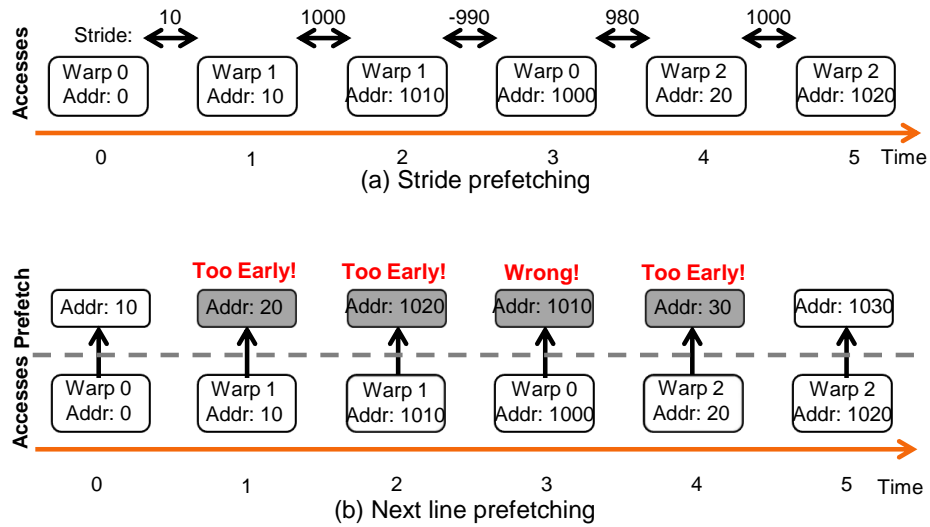 10 1000 -990 980 1000
Stride:
Accesses
Warp 0 Warp 1 Warp 1 Warp 0 Warp 2 Warp 2
Addr: 0 Addr: 10 Addr: 1010 Addr: 1000 Addr: 20 Addr: 1020
0 1 2 3 4 5 Time
(a) Stride prefetching
Too Early! Too Early! Wrong! Too Early!
Prefetch
Addr: 10 Addr: 20 Addr: 1020 Addr: 1010 Addr: 30 Addr: 1030
Accesses
Warp 0 Warp 1 Warp 1 Warp 0 Warp 2 Warp 2
Addr: 0 Addr: 10 Addr: 1010 Addr: 1000 Addr: 20 Addr: 1020
0 1 2 3 4 5 Time
(b) Next line prefetching